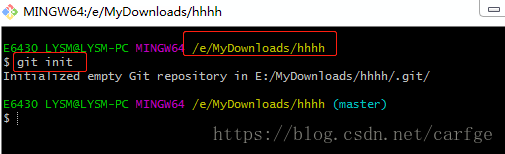 MINGW64:/e/MyDownloads/hhhh
E6430 LYSM@LYSM-PC MINGW64 /e/MyDownloads/hhhh
$ git init
Initialized empty Git repository in E:/MyDownloads/hhhh/.git/
E6430 LYSM@LYSM-PC MINGW64 /e/MyDownloads/hhhh (master)
$
https://blog.csdn.net/carfge